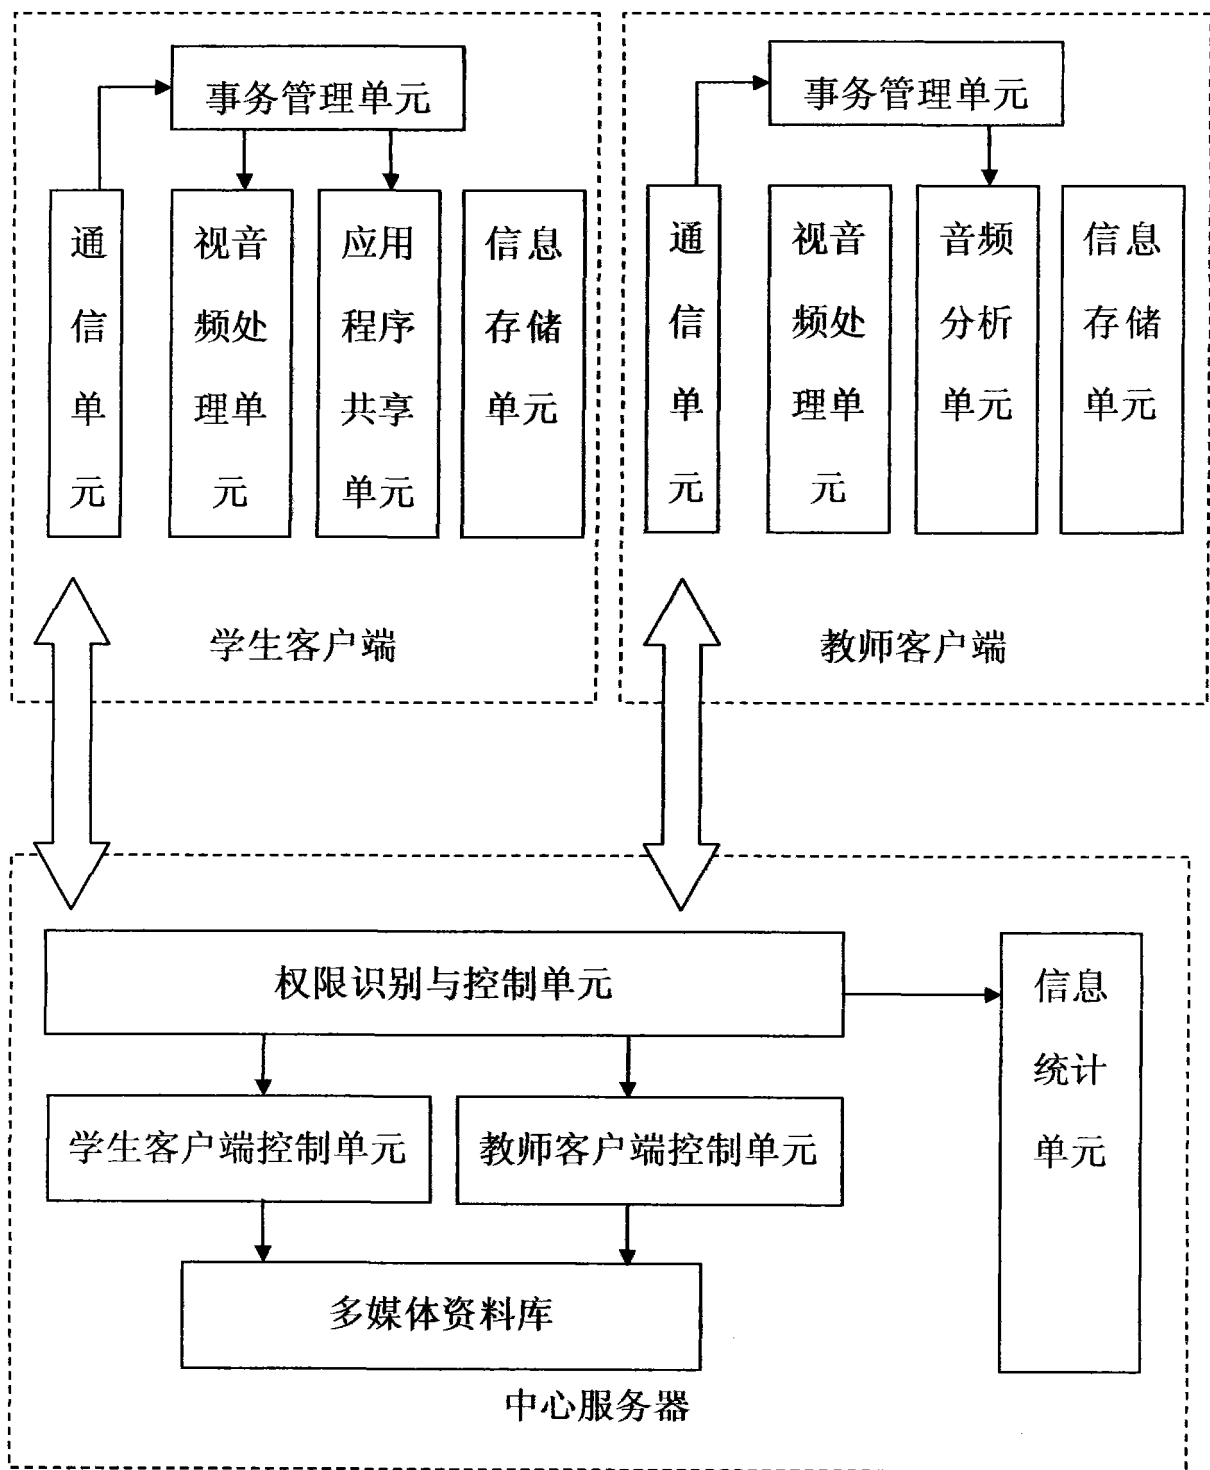 事务管理单元
通
信
单
元
视音
频处
理单
元
应用
程序
共享
单元
信息
存储
单元
学生客户端
事务管理单元
通
信
单
元
视音
频处
理单
元
音频
分析
单元
信息
存储
单元
教师客户端
权限识别与控制单元
学生客户端控制单元
教师客户端控制单元
多媒体资料库
信息
统计
单元
中心服务器